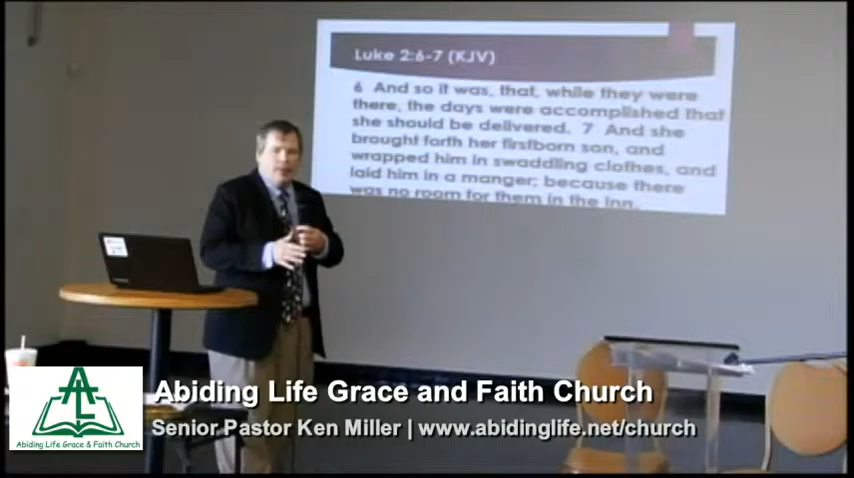 Luke 2:6-7 (KJV)
6 And so it was, that, while they were
there, the days were accomplished that
she should be delivered. 7 And she
brought forth her firstborn son, and
wrapped him in swaddling clothes, and
laid him in a manger; because there
was no room for them in the inn.
AL
Abiding Life Grace & Faith Church
Abiding Life Grace and Faith Church
Senior Pastor Ken Miller | www.abidinglife.net/church